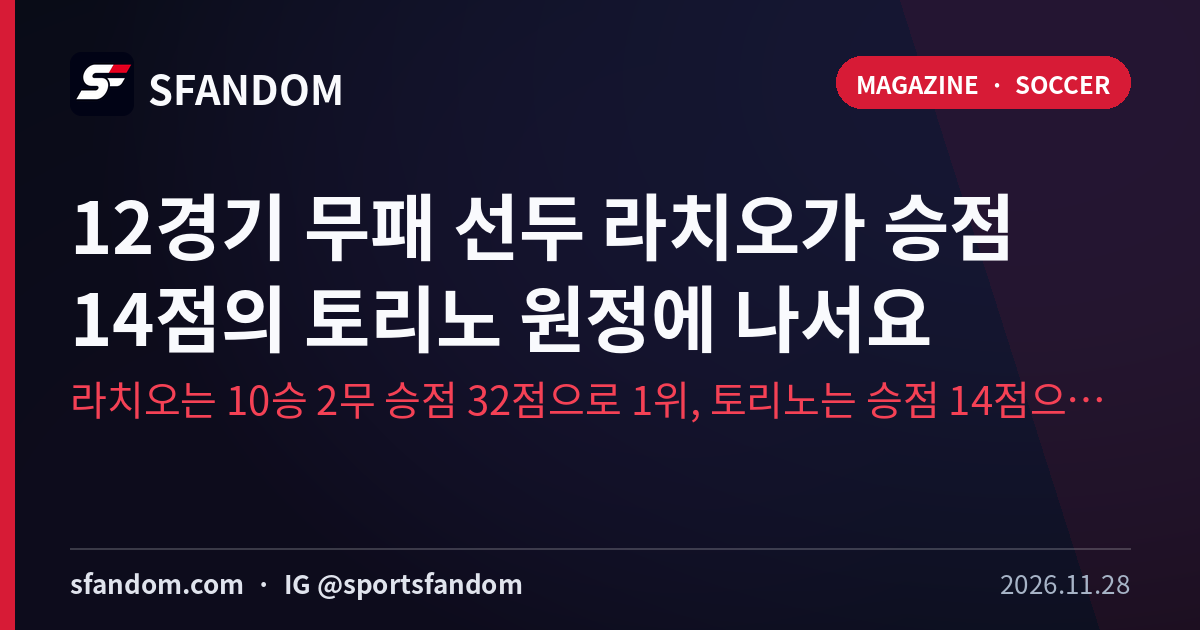 SFANDOM
MAGAZINE · SOCCER
12경기 무패 선두 라치오가 승점
14점의 토리노 원정에 나서요
라치오는 10승 2무 승점 32점으로 1위, 토리노는 승점 14점으…
sfandom.com · IG @sportsfandom
2026.11.28